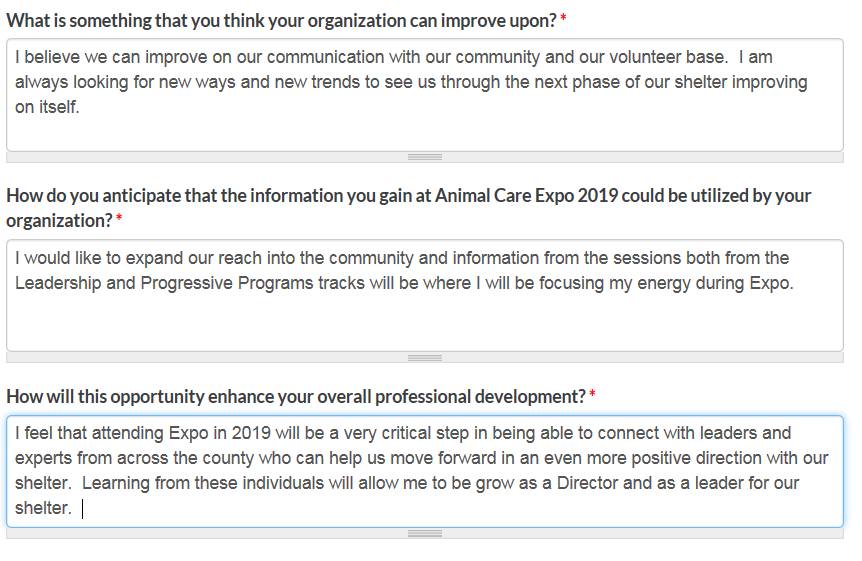 What is something that you think your organization can improve upon? *
I believe we can improve on our communication with our community and our volunteer base.  I am
always looking for new ways and new trends to see us through the next phase of our shelter improving
on itself.
How do you anticipate that the information you gain at Animal Care Expo 2019 could be utilized by your
organization? *
I would like to expand our reach into the community and information from the sessions both from the
Leadership and Progressive Programs tracks will be where I will be focusing my energy during Expo.
How will this opportunity enhance your overall professional development? *
I feel that attending Expo in 2019 will be a very critical step in being able to connect with leaders and
experts from across the county who can help us move forward in an even more positive direction with our
shelter.  Learning from these individuals will allow me to be grow as a Director and as a leader for our
shelter.